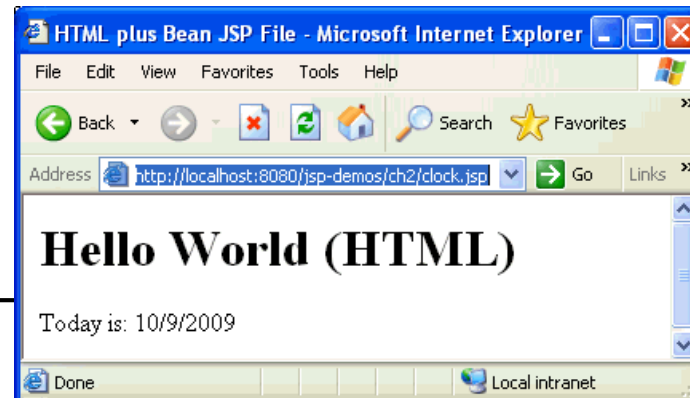 HTML plus Bean JSP File - Microsoft Internet Explorer
File Edit View Favorites Tools Help
Back Search Favorites »
Address http://localhost:8080/jsp-demos/ch2/clock.jsp Go Links »
Hello World (HTML)
Today is: 10/9/2009
Done Local intranet